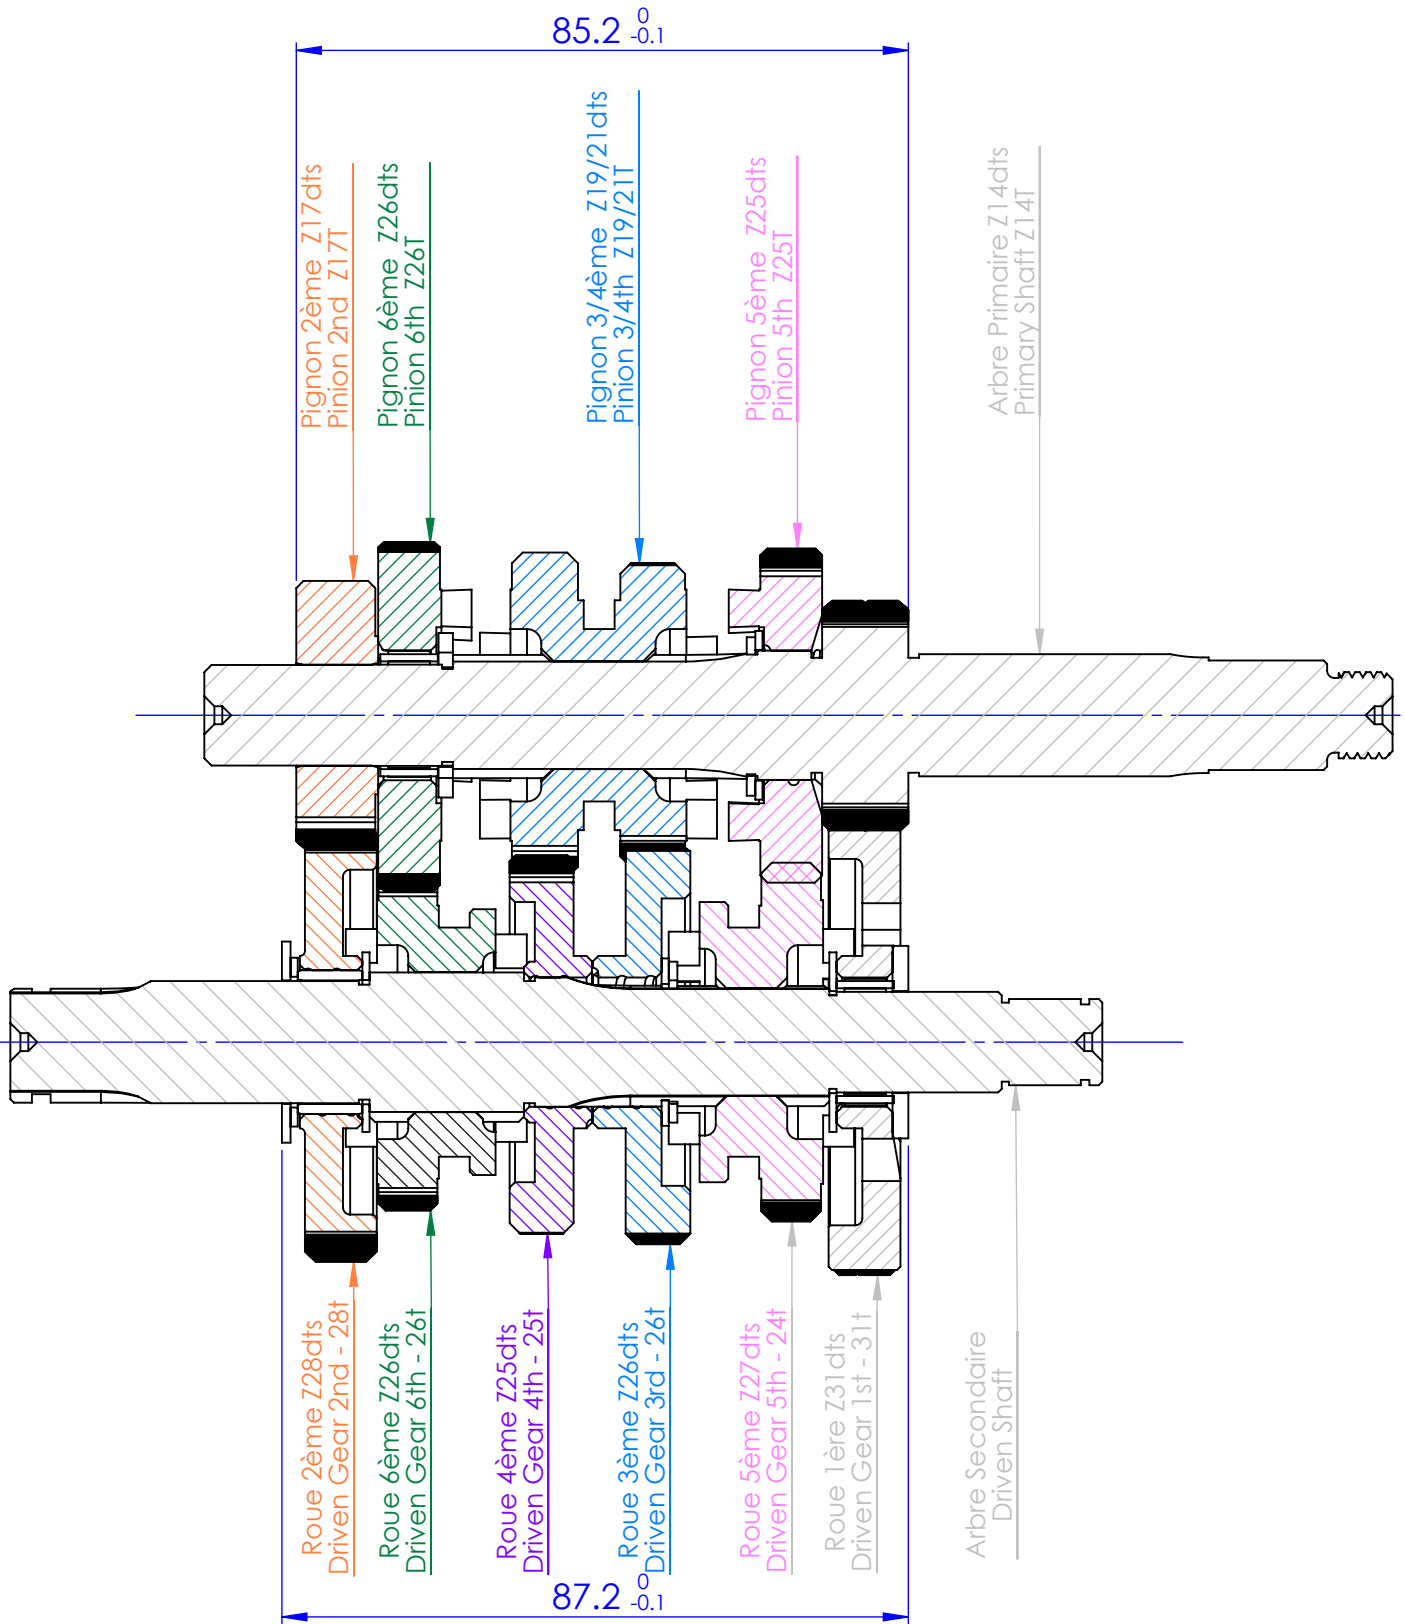 85.2 0 -0.1
Pignon 2ème Z17dts
Pinion 2nd Z17T
Pignon 6ème Z26dts
Pinion 6th Z26T
Pignon 3/4ème Z19/21dts
Pinion 3/4th Z19/21T
Pignon 5ème Z25dts
Pinion 5th Z25T
Arbre Primaire Z14dts
Primary Shaft Z14T
Roue 2ème Z28dts
Driven Gear 2nd - 28t
Roue 6ème Z26dts
Driven Gear 6th - 26t
Roue 4ème Z25dts
Driven Gear 4th - 25t
Roue 3ème Z26dts
Driven Gear 3rd - 26t
Roue 5ème Z27dts
Driven Gear 5th - 24t
Roue 1ère Z31dts
Driven Gear 1st - 31t
Arbre Secondaire
Driven Shaft
87.2 0 -0.1